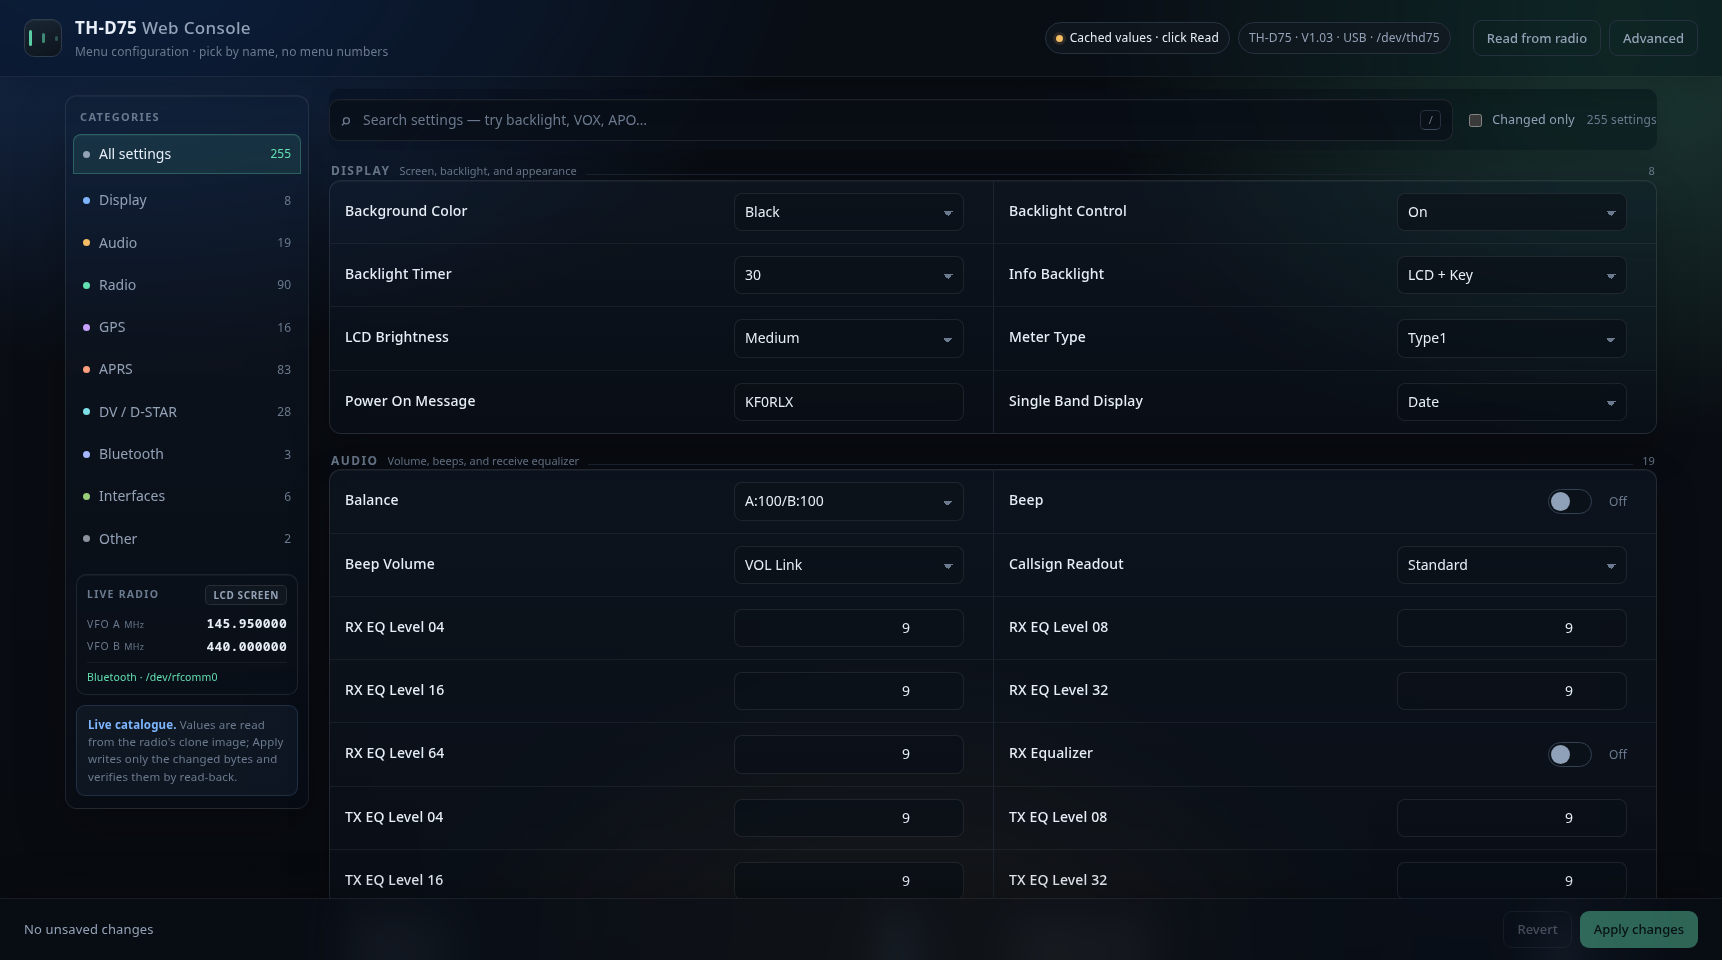 TH-D75 Web Console
Menu configuration · pick by name, no menu numbers
Cached values · click Read
TH-D75 · V1.03 · USB · /dev/thd75
Read from radio
Advanced
CATEGORIES
All settings 255
Display 8
Audio 19
Radio 90
GPS 16
APRS 83
DV / D-STAR 28
Bluetooth 3
Interfaces 6
Other 2
LIVE RADIO LCD SCREEN
VFO A MHz 145.950000
VFO B MHz 440.000000
Bluetooth · /dev/rfcomm0
Live catalogue. Values are read
from the radio's clone image; Apply
writes only the changed bytes and
verifies them by read-back.
Search settings — try backlight, VOX, APO... /
Changed only 255 settings
DISPLAY Screen, backlight, and appearance 8
Background Color Black
Backlight Control On
Backlight Timer 30
Info Backlight LCD + Key
LCD Brightness Medium
Meter Type Type1
Power On Message KF0RLX
Single Band Display Date
AUDIO Volume, beeps, and receive equalizer 19
Balance A:100/B:100
Beep Off
Beep Volume VOL Link
Callsign Readout Standard
RX EQ Level 04 9
RX EQ Level 08 9
RX EQ Level 16 9
RX EQ Level 32 9
RX EQ Level 64 9
RX Equalizer Off
TX EQ Level 04 9
TX EQ Level 08 9
TX EQ Level 16 9
TX EQ Level 32 9
No unsaved changes
Revert
Apply changes